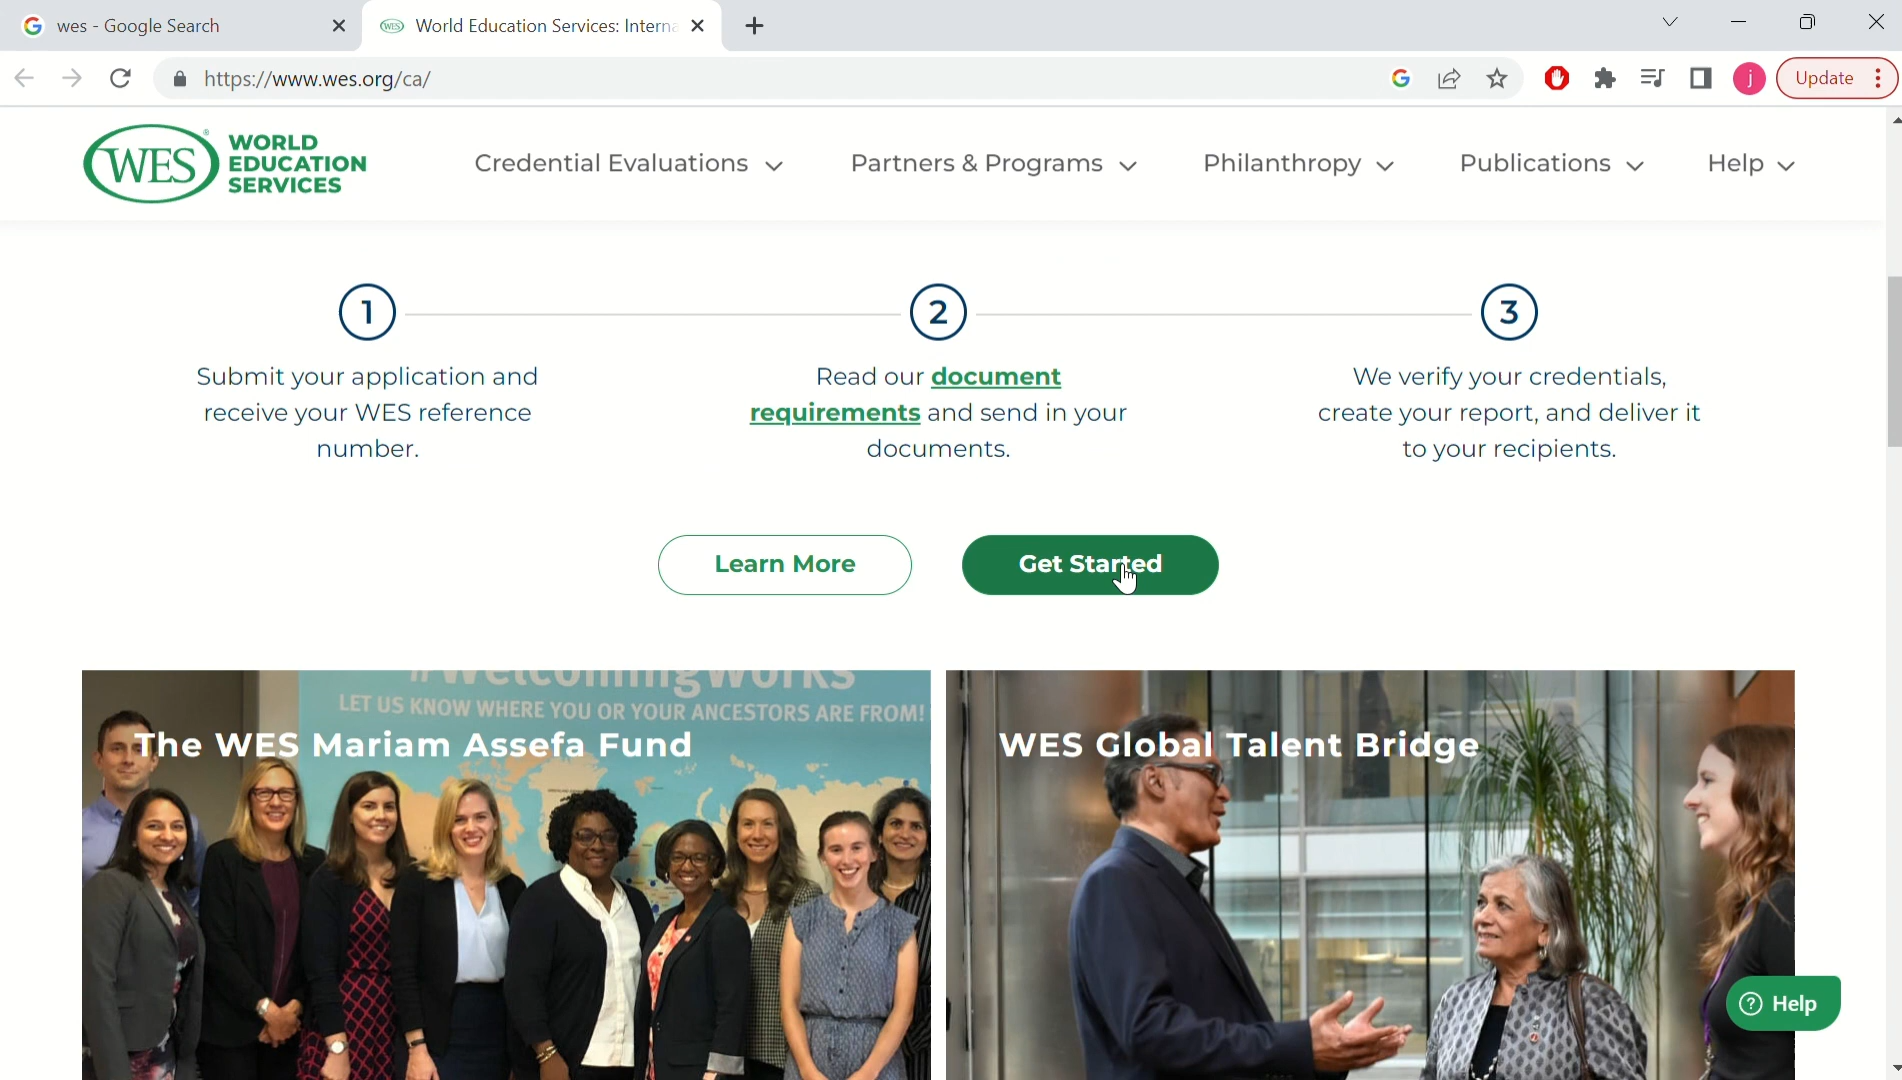 wes - Google Search
WES World Education Services: Interna
https://www.wes.org/ca/
j
Update
WES
WORLD
EDUCATION
SERVICES
Credential Evaluations
Partners & Programs
Philanthropy
Publications
Help
1
2
3
Submit your application and
receive your WES reference
number.
Read our document
requirements and send in your
documents.
We verify your credentials,
create your report, and deliver it
to your recipients.
Learn More
Get Started
#WelcomingWorks
LET US KNOW WHERE YOU OR YOUR ANCESTORS ARE FROM!
The WES Mariam Assefa Fund
WES Global Talent Bridge
? Help